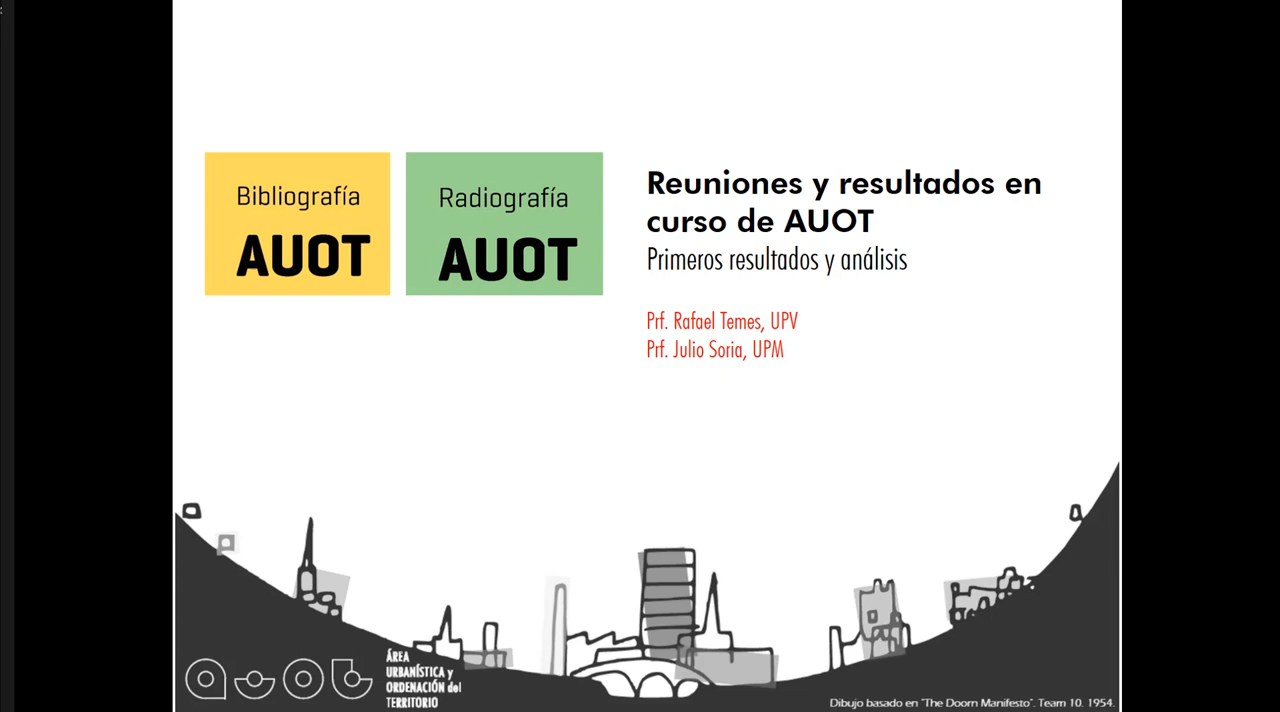 Bibliografía
AUOT
Radiografía
AUOT
Reuniones y resultados en
curso de AUOT
Primeros resultados y análisis
Prf. Rafael Temes, UPV
Prf. Julio Soria, UPM
auot
ÁREA
URBANÍSTICA y
ORDENACIÓN del
TERRITORIO
Dibujo basado en "The Doorn Manifesto". Team 10. 1954.